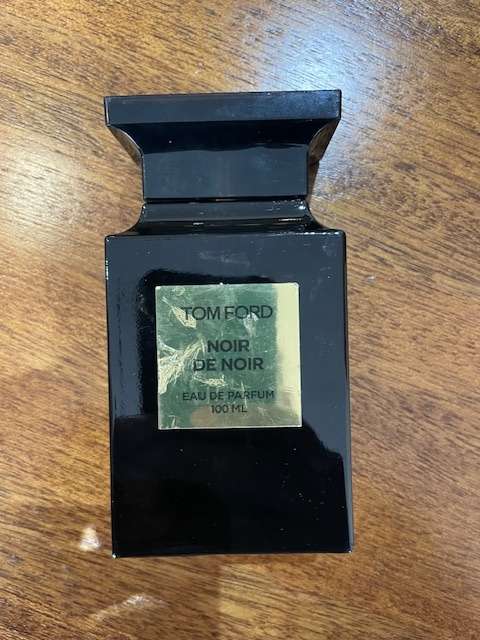 TOM FORD
NOIR
DE NOIR
EAU DE PARFUM
100 ML